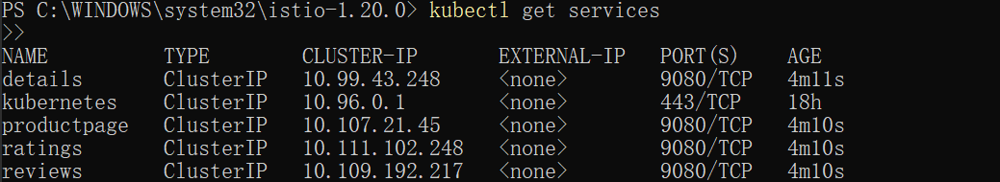 PS C:\WINDOWS\system32\istio-1.20.0> kubectl get services
>>
NAME TYPE CLUSTER-IP EXTERNAL-IP PORT(S) AGE
details ClusterIP 10.99.43.248 <none> 9080/TCP 4m11s
kubernetes ClusterIP 10.96.0.1 <none> 443/TCP 18h
productpage ClusterIP 10.107.21.45 <none> 9080/TCP 4m10s
ratings ClusterIP 10.111.102.248 <none> 9080/TCP 4m10s
reviews ClusterIP 10.109.192.217 <none> 9080/TCP 4m10s